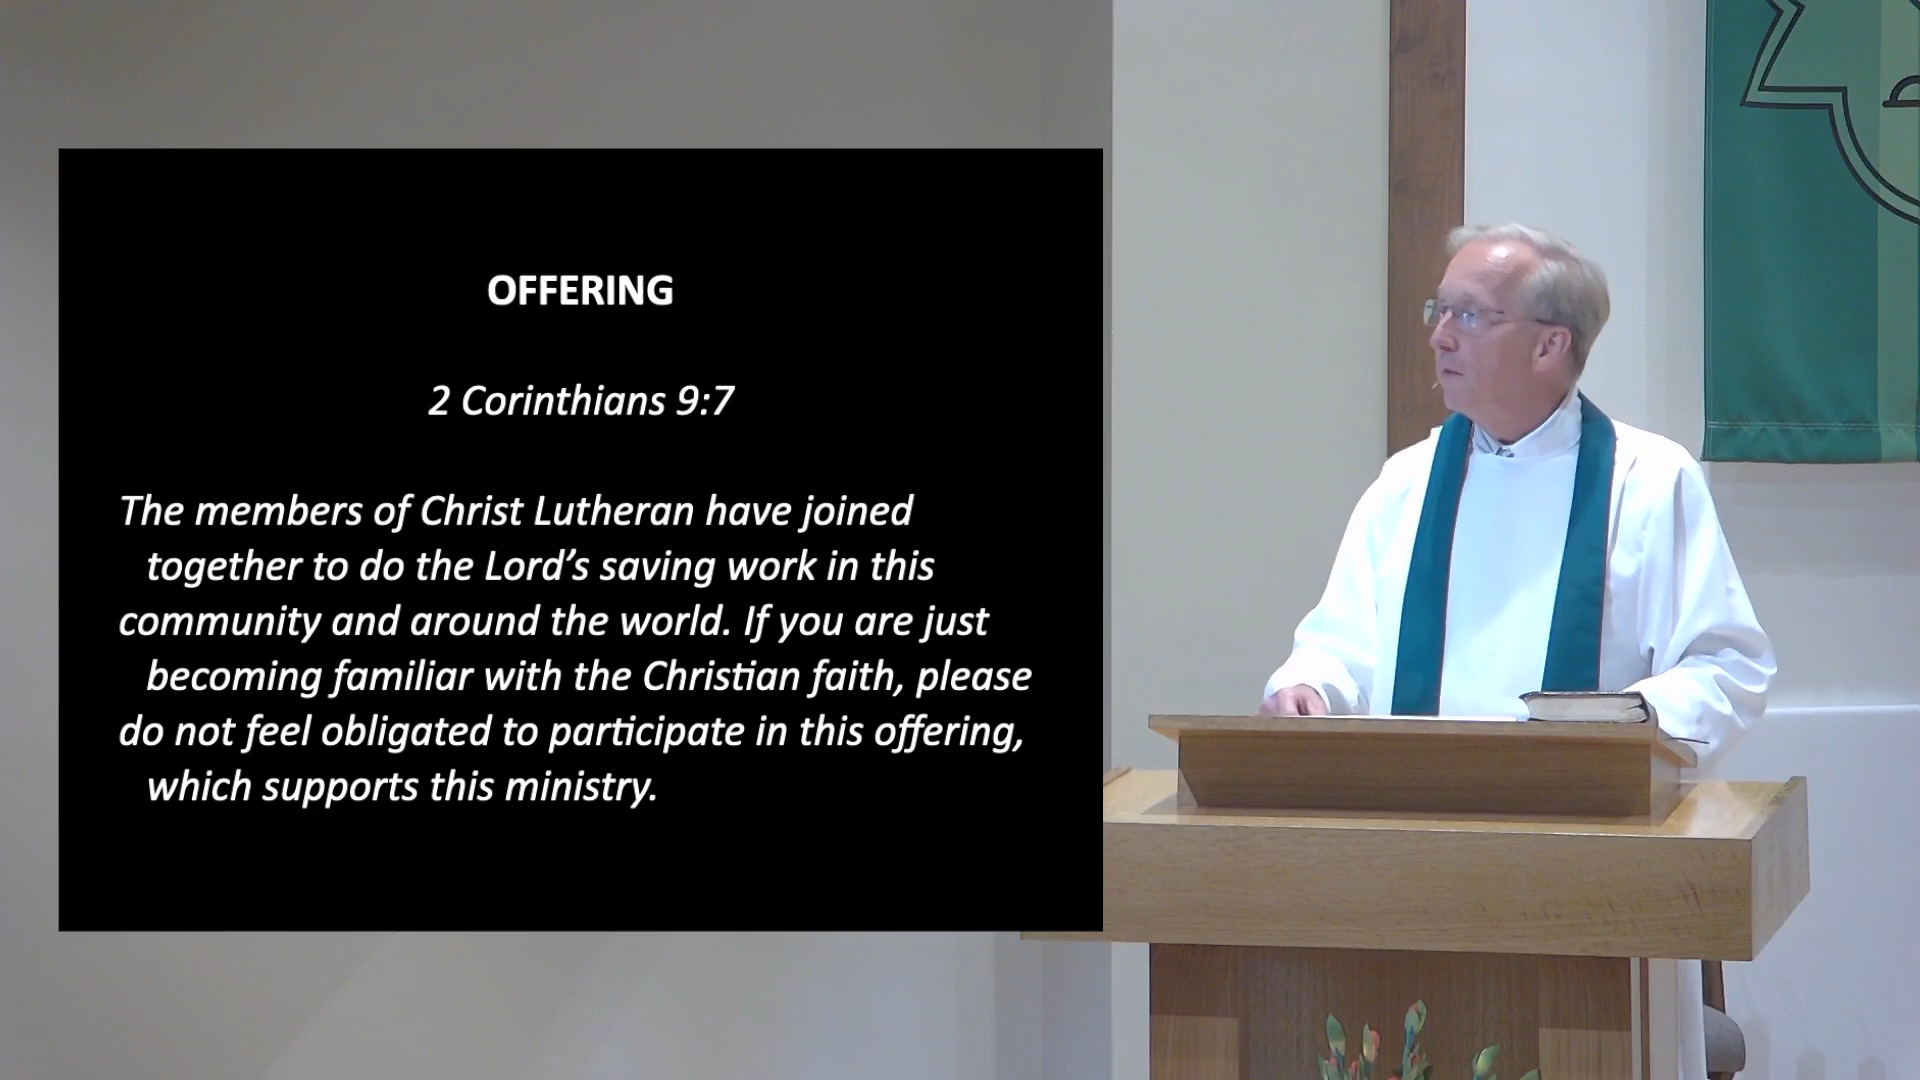 OFFERING
2 Corinthians 9:7
The members of Christ Lutheran have joined
together to do the Lord’s saving work in this
community and around the world. If you are just
becoming familiar with the Christian faith, please
do not feel obligated to participate in this offering,
which supports this ministry.